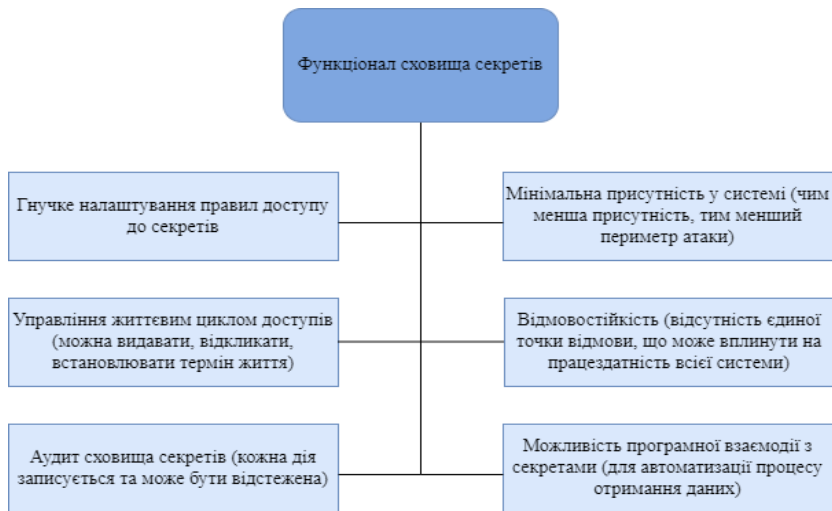 Функціонал сховища секретів
Гнучке налаштування правил доступу
до секретів
Мінімальна присутність у системі (чим
менша присутність, тим менший
периметр атаки)
Управління життєвим циклом доступів
(можна видавати, відкликати,
встановлювати термін життя)
Відмовостійкість (відсутність єдиної
точки відмови, що може вплинути на
працездатність всієї системи)
Аудит сховища секретів (кожна дія
записується та може бути відстежена)
Можливість програмної взаємодії з
секретами (для автоматизації процесу
отримання даних)